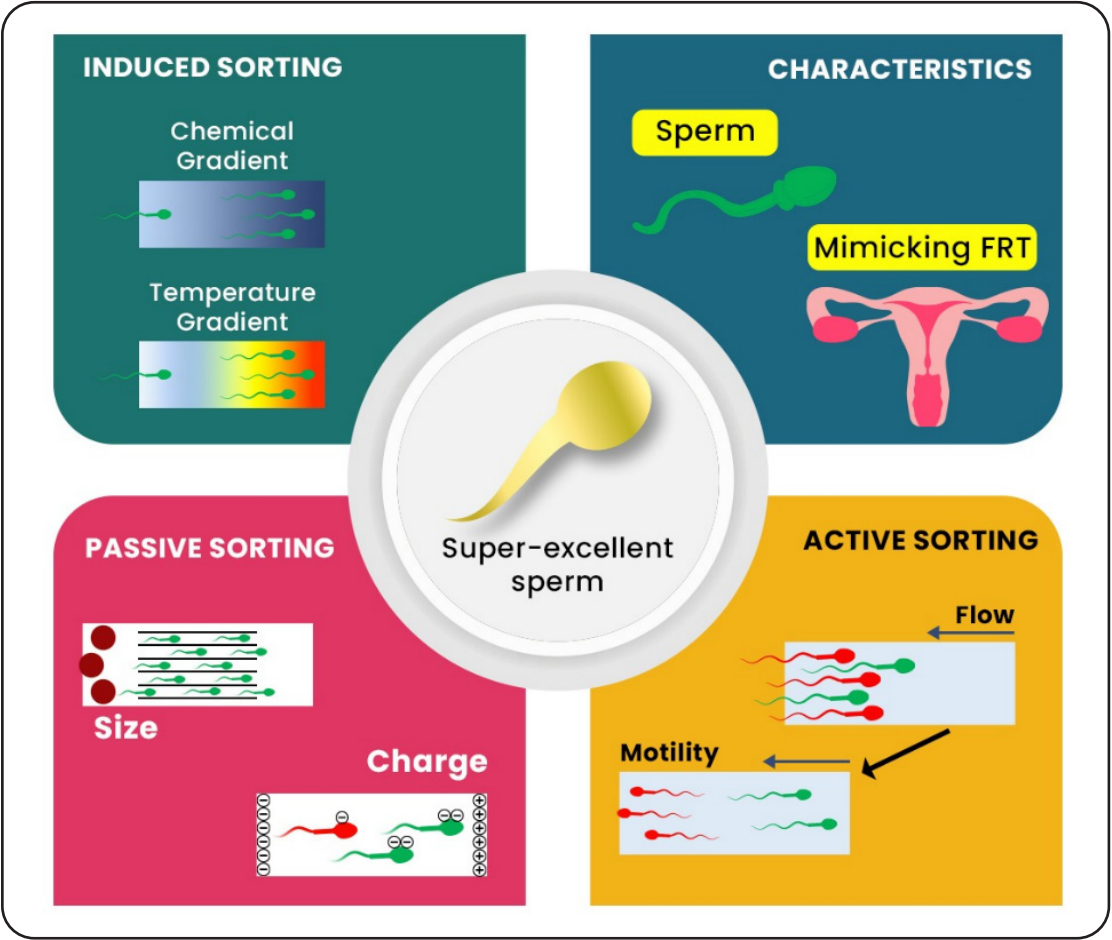 INDUCED SORTING
Chemical
Gradient
Temperature
Gradient
CHARACTERISTICS
Sperm
Mimicking FRT
Super-excellent
sperm
PASSIVE SORTING
Size
Charge
ACTIVE SORTING
Flow
Motility